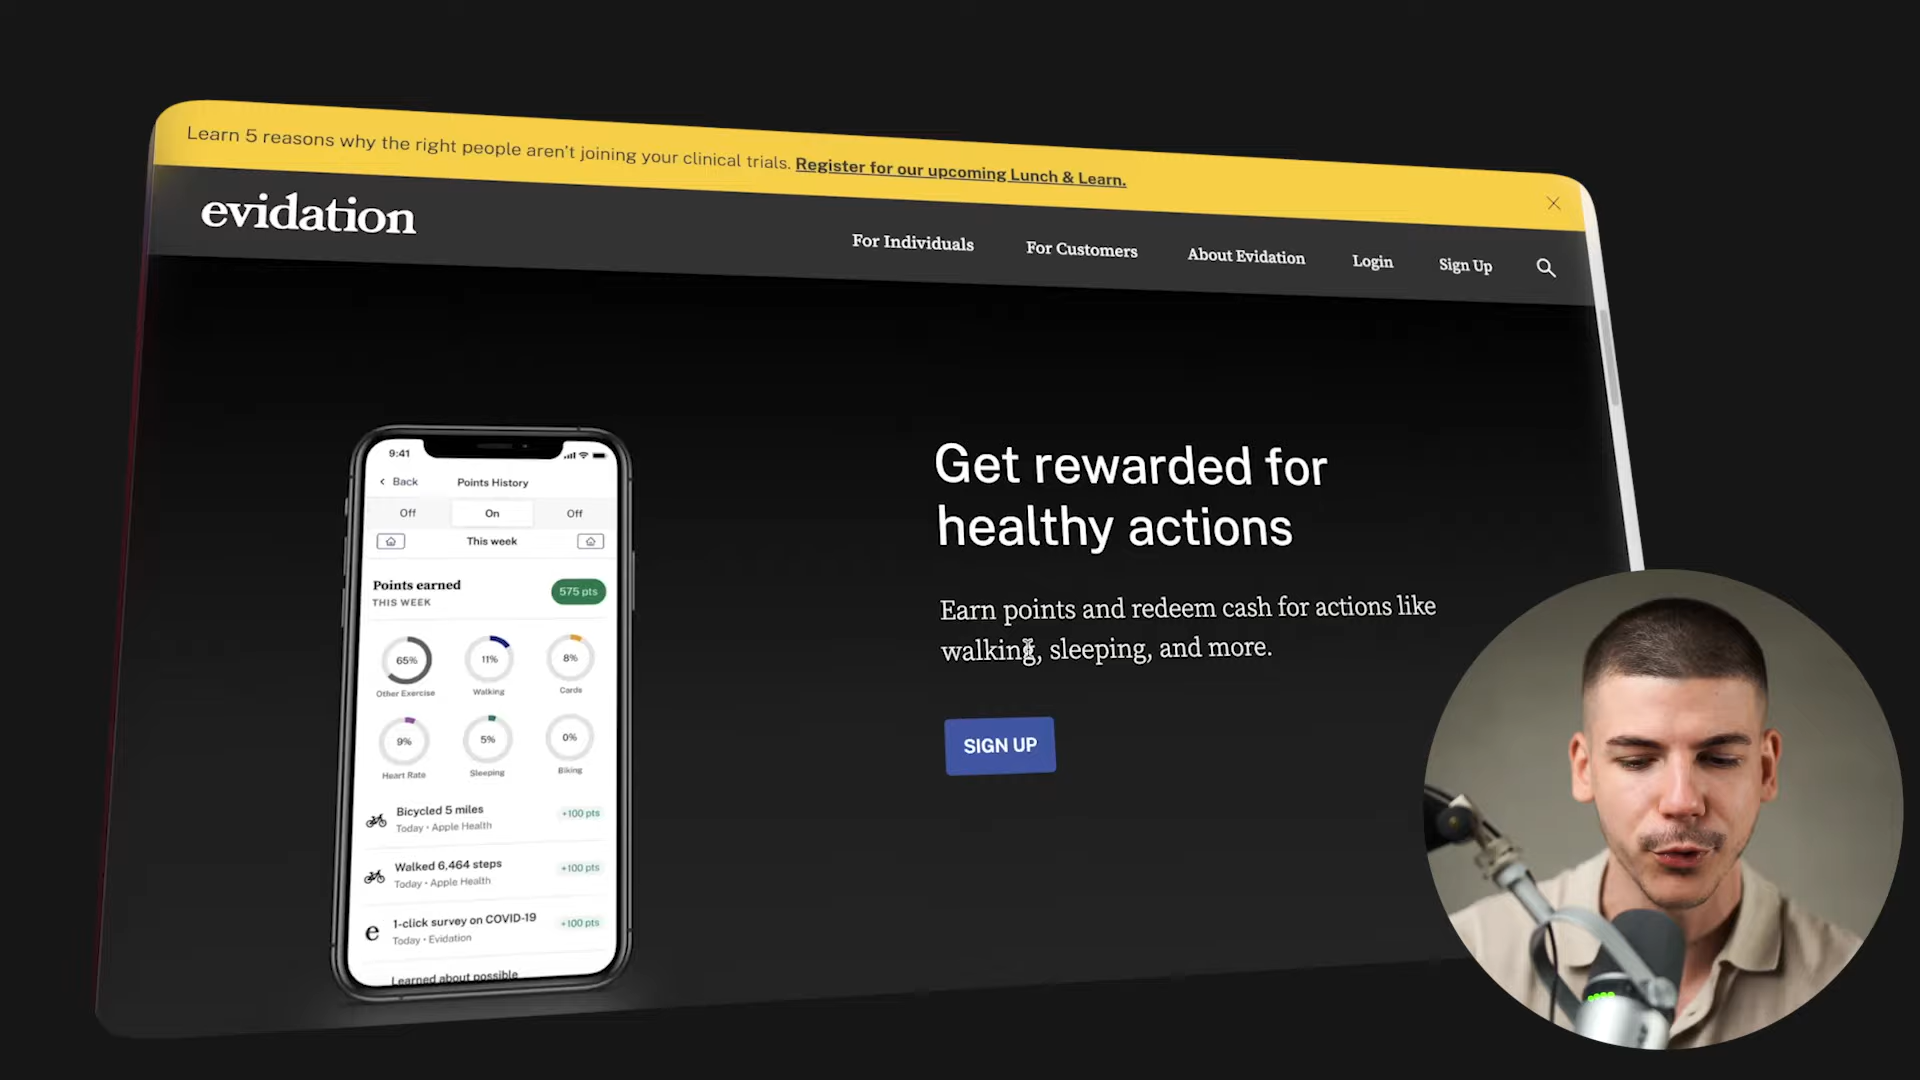 Learn 5 reasons why the right people aren't joining your clinical trials. Register for our upcoming Lunch & Learn.
evidation
For Individuals
For Customers
About Evidation
Login
Sign Up
Get rewarded for
healthy actions
Earn points and redeem cash for actions like
walking, sleeping, and more.
SIGN UP
9:41
Back
Points History
Off
On
Off
This week
Points earned
THIS WEEK
575 pts
65%
11%
8%
Other Exercise
Walking
Cards
9%
5%
0%
Heart Rate
Sleeping
Biking
Bicycled 5 miles
Today • Apple Health
+100 pts
Walked 6,464 steps
Today • Apple Health
+100 pts
e
1-click survey on COVID-19
Today • Evidation
+100 pts
Learned about possible